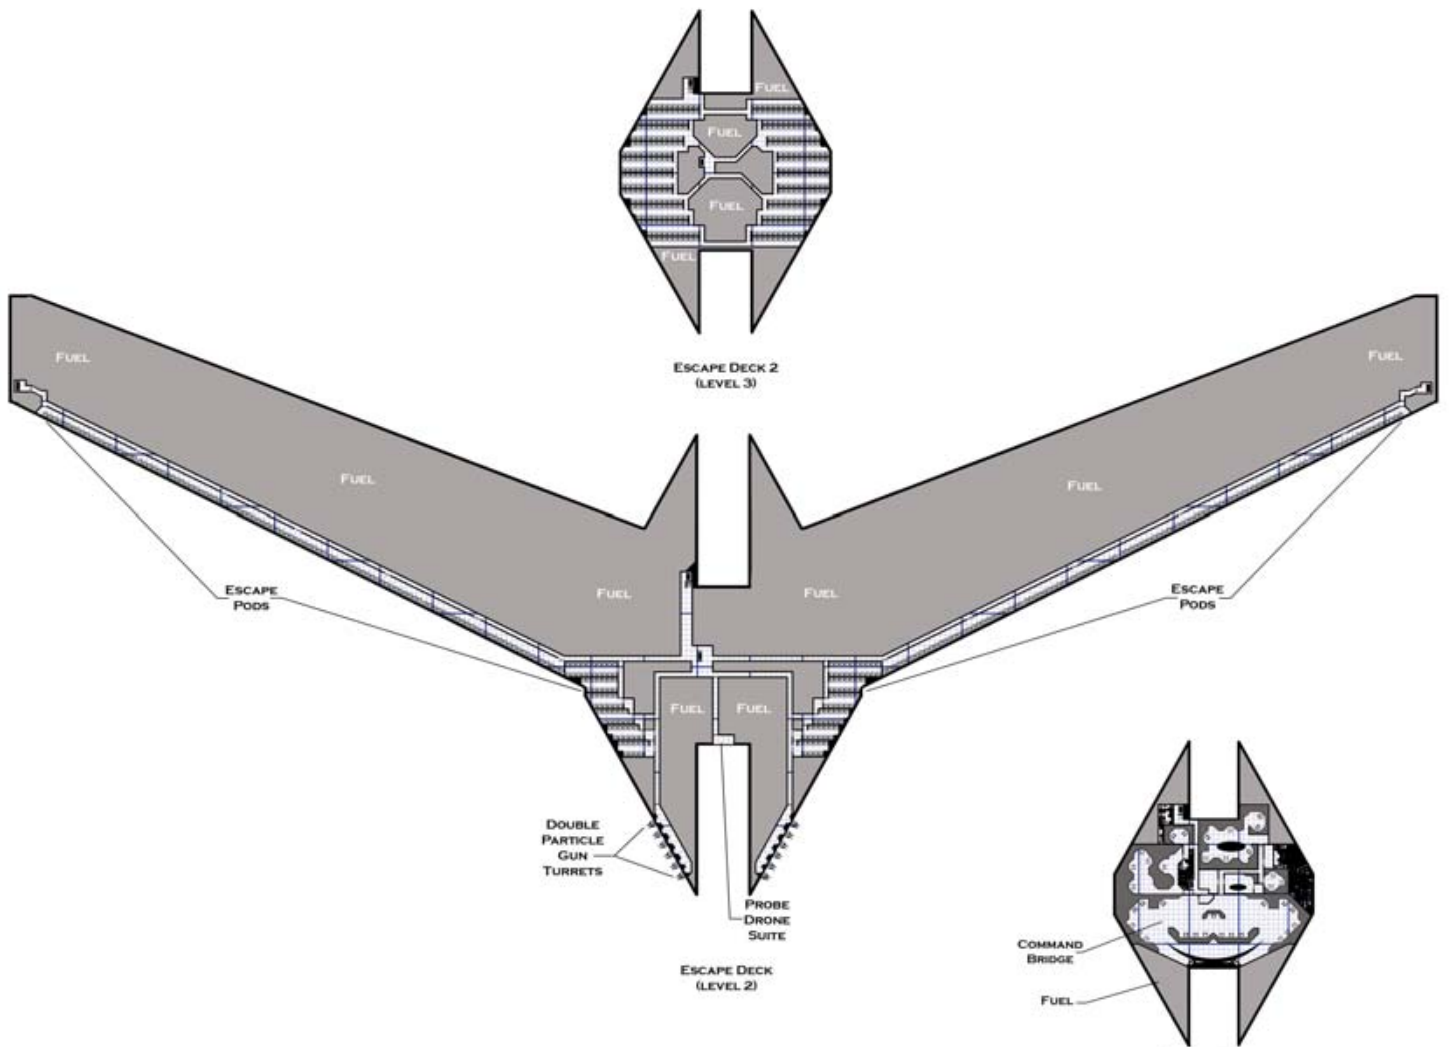 Fuel
Fuel
Fuel
Fuel
Escape Deck 2
(level 3)
Fuel
Fuel
Fuel
Fuel
Escape
Pods
Fuel
Fuel
Escape
Pods
Fuel
Fuel
Double
Particle
Gun
Turrets
Probe
Drone
Suite
Escape Deck
(level 2)
Command
Bridge
Fuel